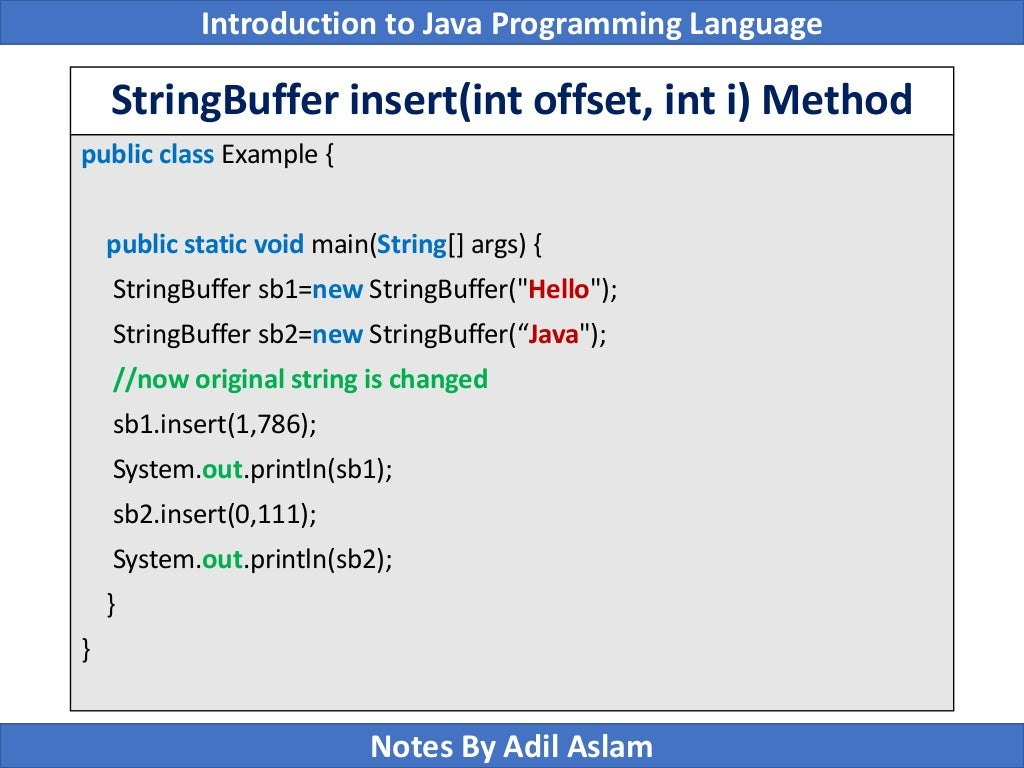 Introduction to Java Programming Language
StringBuffer insert(int offset, int i) Method
public class Example {
public static void main(String[] args) {
StringBuffer sb1=new StringBuffer("Hello");
StringBuffer sb2=new StringBuffer(“Java");
//now original string is changed
sb1.insert(1,786);
System.out.println(sb1);
sb2.insert(0,111);
System.out.println(sb2);
}
}
Notes By Adil Aslam